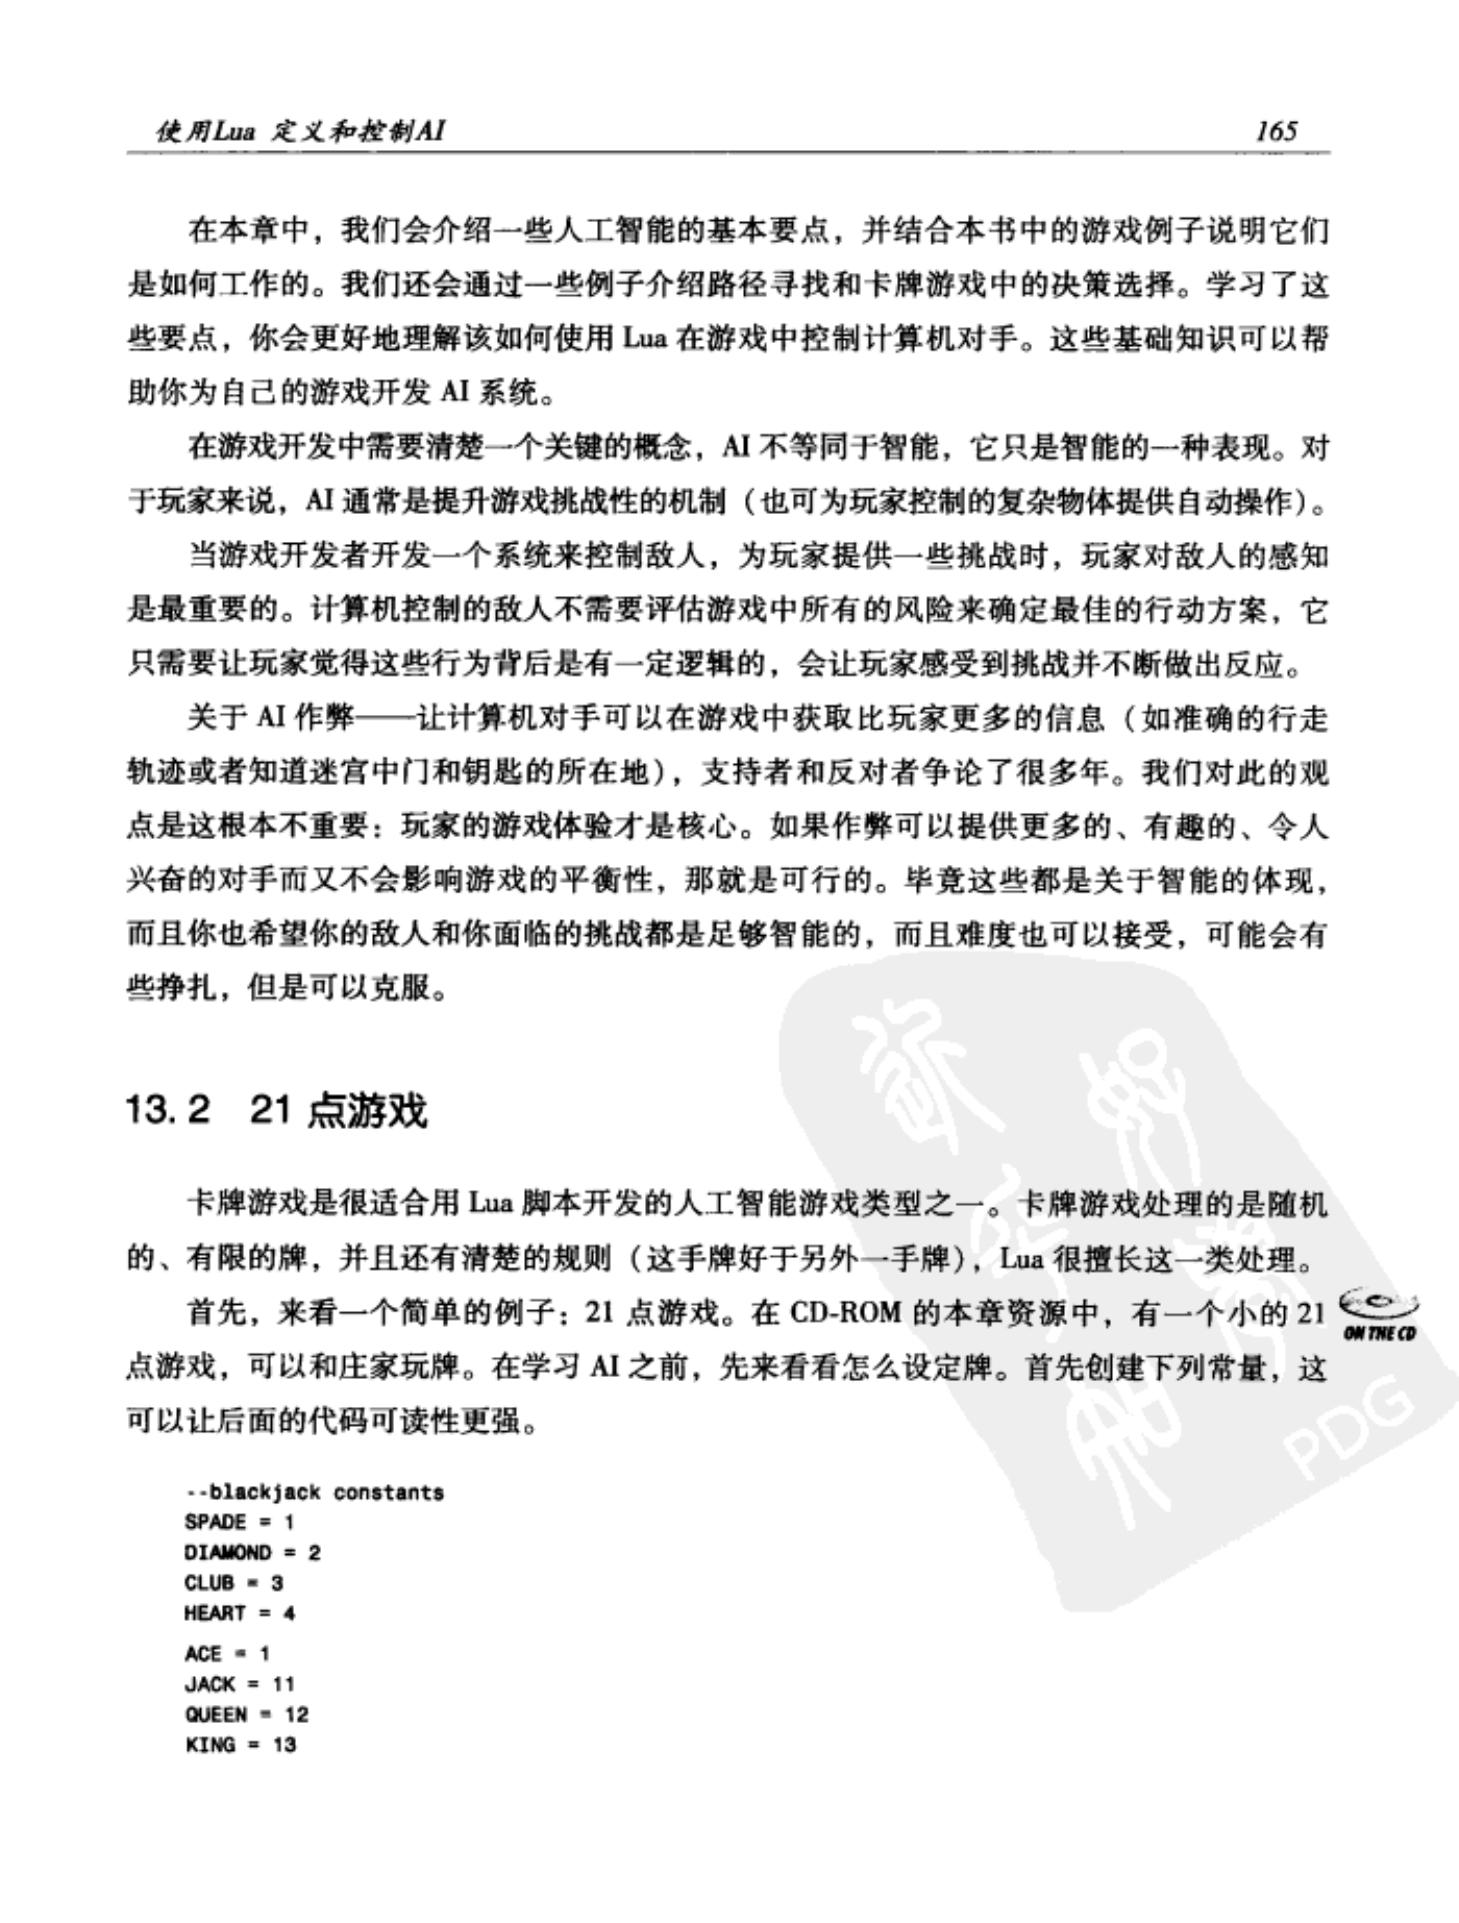 使用Lua 定义和控制AI 165
在本章中，我们会介绍一些人工智能的基本要点，并结合本书中的游戏例子说明它们
是如何工作的。我们还会通过一些例子介绍路径寻找和卡牌游戏中的决策选择。学习了这
些要点，你会更好地理解该如何使用 Lua 在游戏中控制计算机对手。这些基础知识可以帮
助你为自己的游戏开发 AI 系统。
在游戏开发中需要清楚一个关键的概念，AI 不等同于智能，它只是智能的一种表现。对
于玩家来说，AI 通常是提升游戏挑战性的机制（也可为玩家控制的复杂物体提供自动操作）。
当游戏开发者开发一个系统来控制敌人，为玩家提供一些挑战时，玩家对敌人的感知
是最重要的。计算机控制的敌人不需要评估游戏中所有的风险来确定最佳的行动方案，它
只需要让玩家觉得这些行为背后是有一定逻辑的，会让玩家感受到挑战并不断做出反应。
关于 AI 作弊——让计算机对手可以在游戏中获取比玩家更多的信息（如准确的行走
轨迹或者知道迷宫中门和钥匙的所在地），支持者和反对者争论了很多年。我们对此的观
点是这根本不重要：玩家的游戏体验才是核心。如果作弊可以提供更多的、有趣的、令人
兴奋的对手而又不会影响游戏的平衡性，那就是可行的。毕竟这些都是关于智能的体现，
而且你也希望你的敌人和你面临的挑战都是足够智能的，而且难度也可以接受，可能会有
些挣扎，但是可以克服。
13.2 21 点游戏
卡牌游戏是很适合用 Lua 脚本开发的人工智能游戏类型之一。卡牌游戏处理的是随机
的、有限的牌，并且还有清楚的规则（这手牌好于另外一手牌），Lua 很擅长这一类处理。
首先，来看一个简单的例子：21 点游戏。在 CD-ROM 的本章资源中，有一个小的 21
ON THE CD
点游戏，可以和庄家玩牌。在学习 AI 之前，先来看看怎么设定牌。首先创建下列常量，这
可以让后面的代码可读性更强。
PDG
--blackjack constants
SPADE = 1
DIAMOND = 2
CLUB = 3
HEART = 4
ACE = 1
JACK = 11
QUEEN = 12
KING = 13